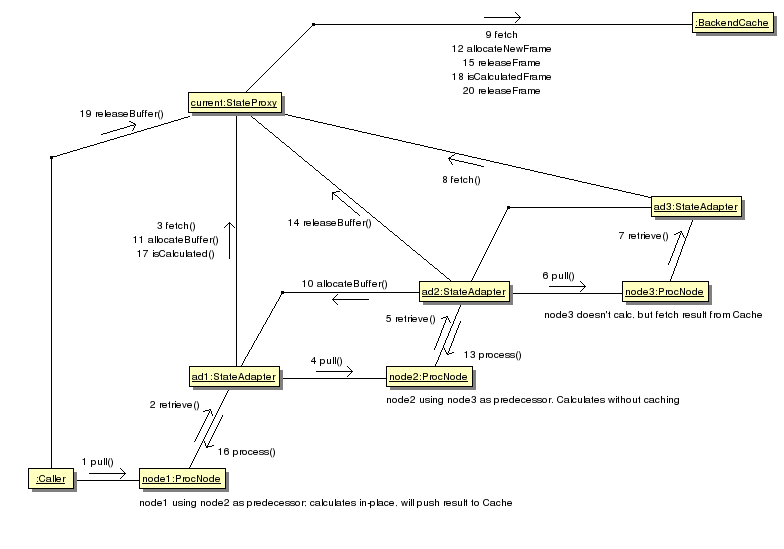 :BackendCache
9 fetch
12 allocateNewFrame
15 releaseFrame
18 isCalculatedFrame
20 releaseFrame
current:StateProxy
19 releaseBuffer()
8 fetch()
ad3:StateAdapter
3 fetch()
11 allocateBuffer()
17 isCalculated()
14 releaseBuffer()
7 retrieve()
10 allocateBuffer()
ad2:StateAdapter
6 pull()
node3:ProcNode
node3 doesn't calc. but fetch result from Cache
5 retrieve()
13 process()
ad1:StateAdapter
4 pull()
node2:ProcNode
node2 using node3 as predecessor. Calculates without caching
2 retrieve()
16 process()
:Caller
1 pull()
node1:ProcNode
node1 using node2 as predecessor: calculates in-place. will push result to Cache